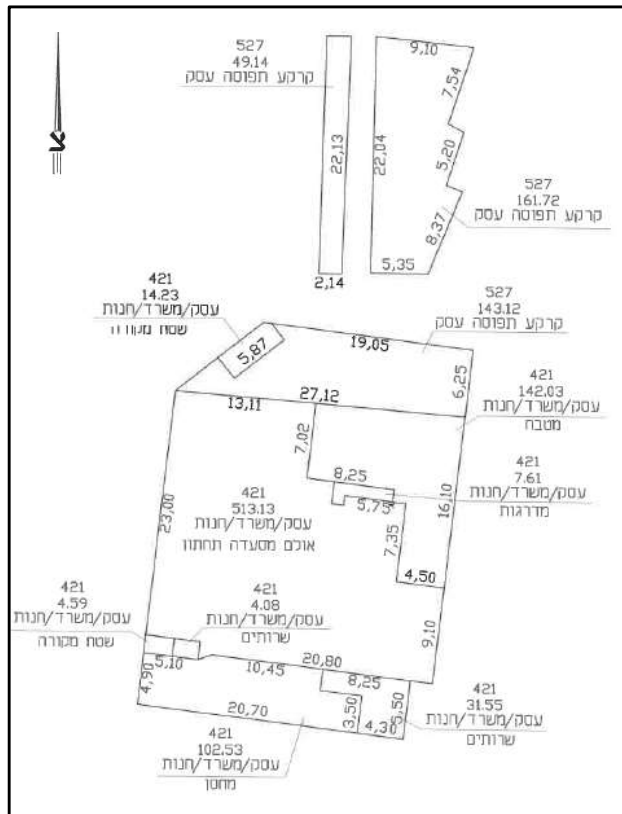 527
49.14
קרקע תפוסה עסק
9,10
7,54
22,13
22,04
5,20
527
161.72
קרקע תפוסה עסק
8,37
5,35
2,14
צ
421
14.23
עסק/משרד/חנות
שטח מקורה
5,87
527
143.12
קרקע תפוסה עסק
19,05
6,25
421
142.03
עסק/משרד/חנות
מטבח
13,11
27,12
7,02
8,25
5,75
421
7.61
עסק/משרד/חנות
מדרגות
16,10
23,00
421
513.13
עסק/משרד/חנות
אולם מסעדה תחתון
7,35
4,50
421
4.59
עסק/משרד/חנות
שטח מקורה
421
4.08
עסק/משרד/חנות
שרותים
9,10
5,10
4,90
10,45
20,80
8,25
5,50
3,50
4,30
20,70
421
31.55
עסק/משרד/חנות
שרותים
421
102.53
עסק/משרד/חנות
מחסן